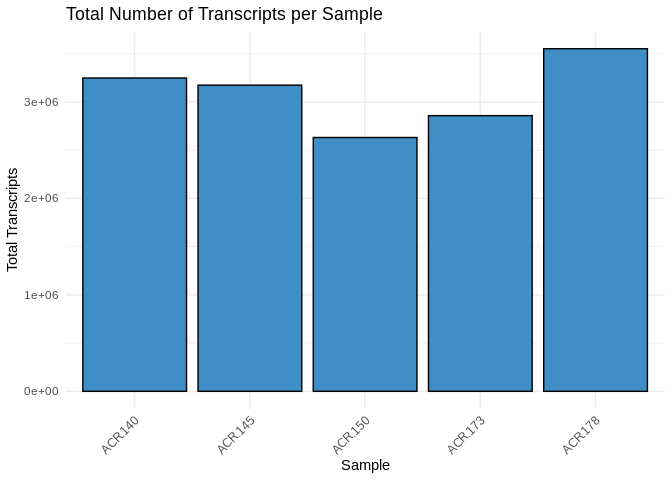 Total Number of Transcripts per Sample
Total Transcripts
3e+06
2e+06
1e+06
0e+00
ACR140
ACR145
ACR150
ACR173
ACR178
Sample